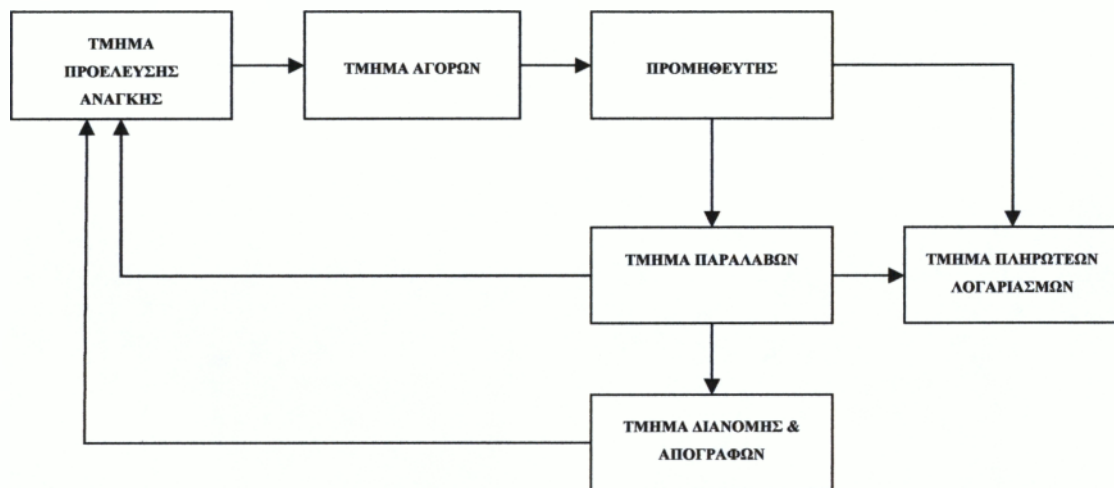 ΤΜΗΜΑ
ΠΡΟΕΛΕΥΣΗΣ
ΑΝΑΓΚΗΣ
ΤΜΗΜΑ ΑΓΟΡΩΝ
ΠΡΟΜΗΘΕΥΤΗΣ
ΤΜΗΜΑ ΠΑΡΑΛΑΒΩΝ
ΤΜΗΜΑ ΠΛΗΡΩΤΕΩΝ
ΛΟΓΑΡΙΑΣΜΩΝ
ΤΜΗΜΑ ΔΙΑΝΟΜΗΣ &
ΑΠΟΓΡΑΦΩΝ